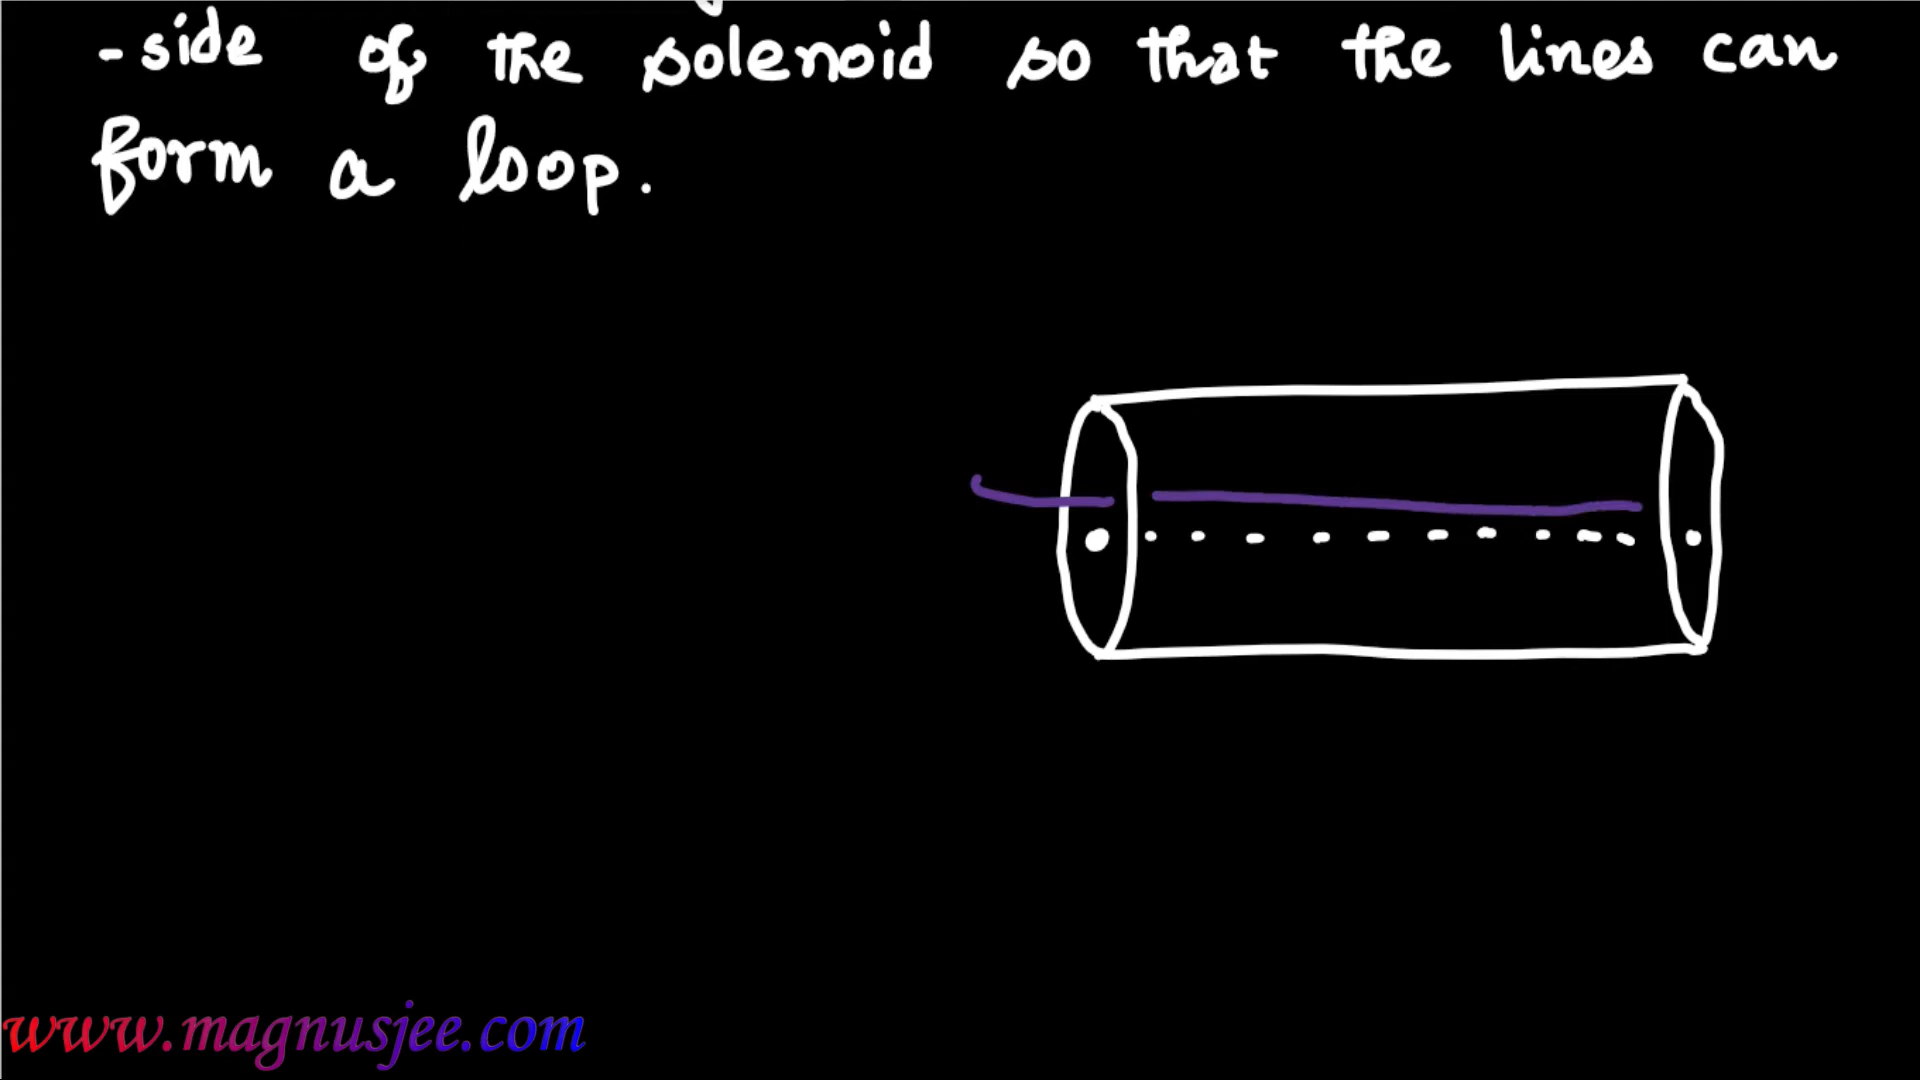 -side of the solenoid so that the lines can
form a loop.
www.magnusjee.com